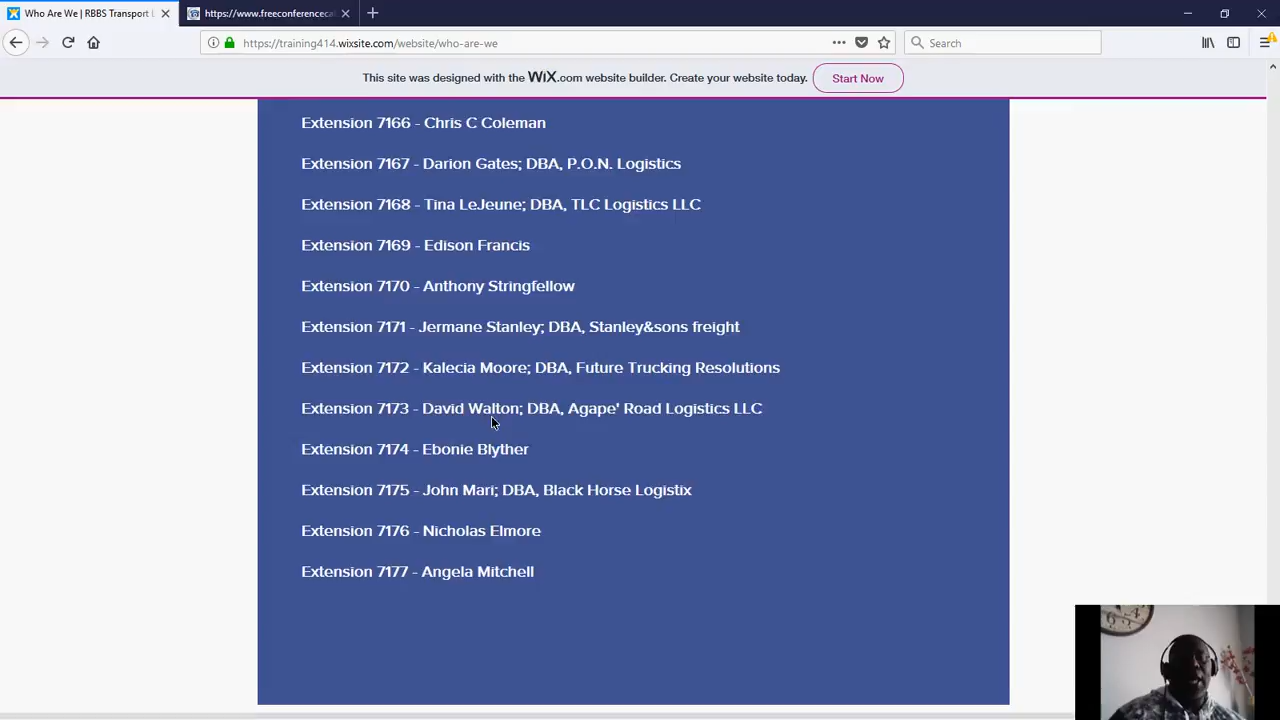 Who Are We | RBBS Transport L
https://www.freeconferencecal
https://training414.wixsite.com/website/who-are-we
Search
This site was designed with the WiX.com website builder. Create your website today.
Start Now
Extension 7166 - Chris C Coleman
Extension 7167 - Darion Gates; DBA, P.O.N. Logistics
Extension 7168 - Tina LeJeune; DBA, TLC Logistics LLC
Extension 7169 - Edison Francis
Extension 7170 - Anthony Stringfellow
Extension 7171 - Jermane Stanley; DBA, Stanley&sons freight
Extension 7172 - Kalecia Moore; DBA, Future Trucking Resolutions
Extension 7173 - David Walton; DBA, Agape' Road Logistics LLC
Extension 7174 - Ebonie Blyther
Extension 7175 - John Mari; DBA, Black Horse Logistix
Extension 7176 - Nicholas Elmore
Extension 7177 - Angela Mitchell